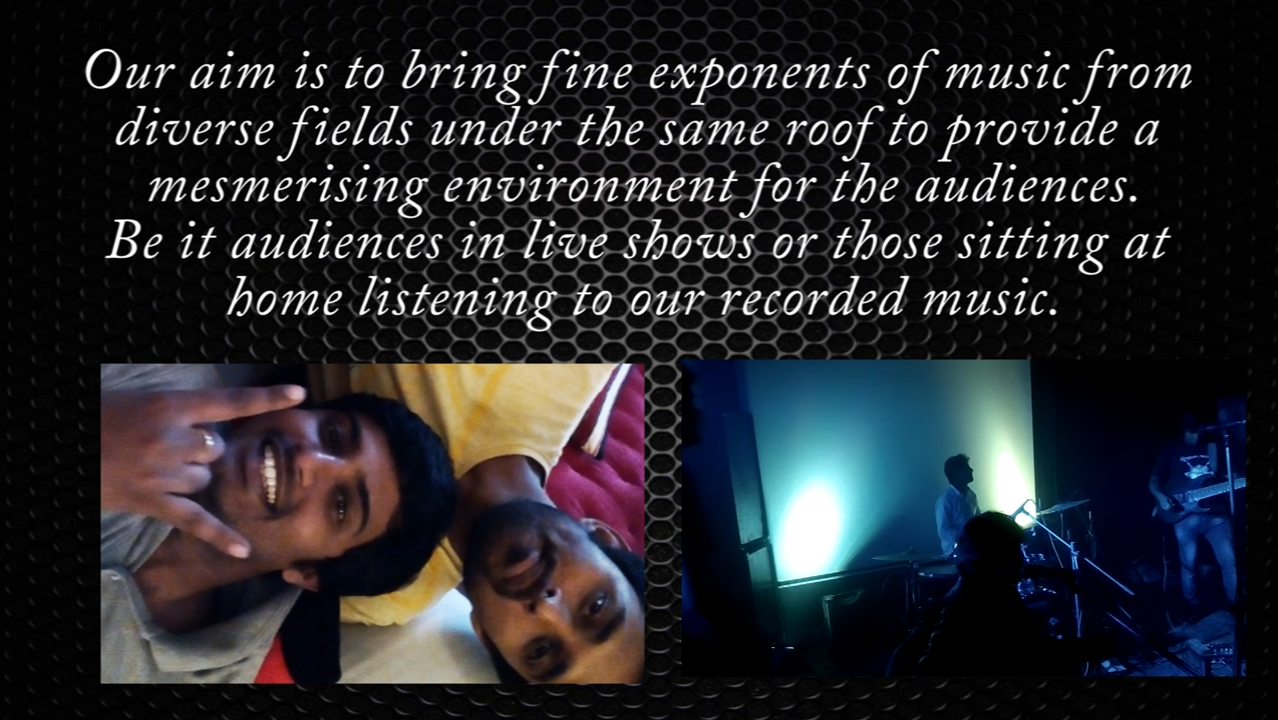 Our aim is to bring fine exponents of music from
diverse fields under the same roof to provide a
mesmerising environment for the audiences.
Be it audiences in live shows or those sitting at
home listening to our recorded music.